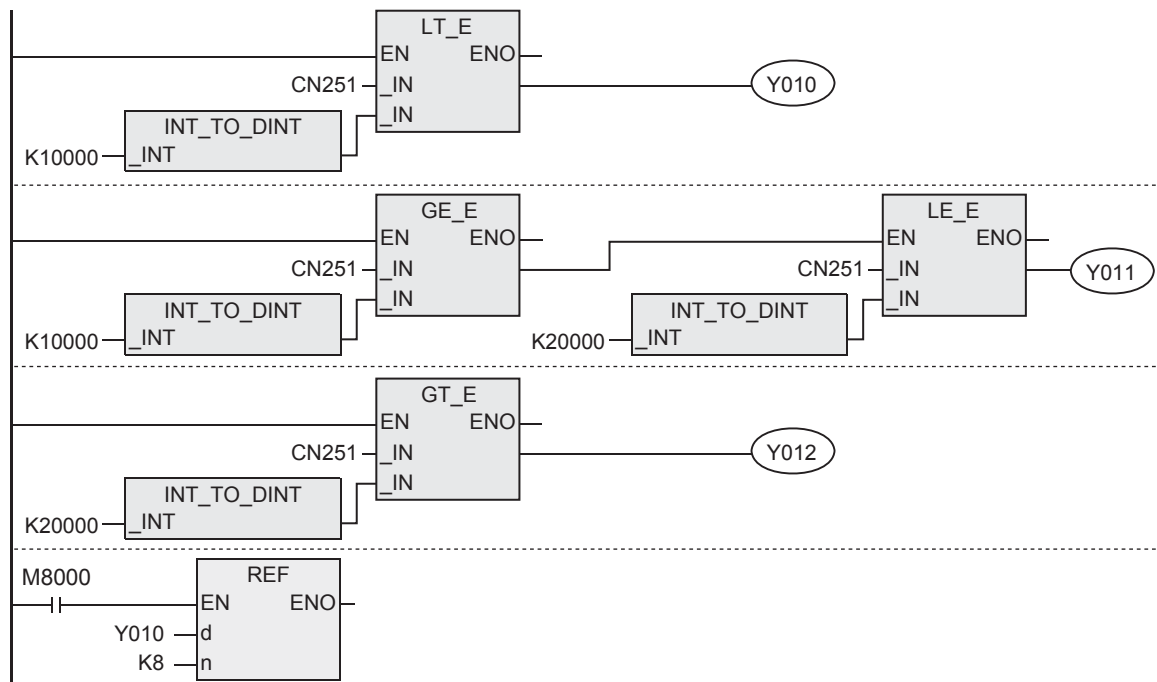 LT_E
EN ENO
CN251 _IN Y010
_IN
INT_TO_DINT
K10000 _INT
GE_E LE_E
EN ENO EN ENO
CN251 _IN CN251 _IN Y011
_IN _IN
INT_TO_DINT INT_TO_DINT
K10000 _INT K20000 _INT
GT_E
EN ENO
CN251 _IN Y012
_IN
INT_TO_DINT
K20000 _INT
M8000 REF
EN ENO
Y010 d
K8 n